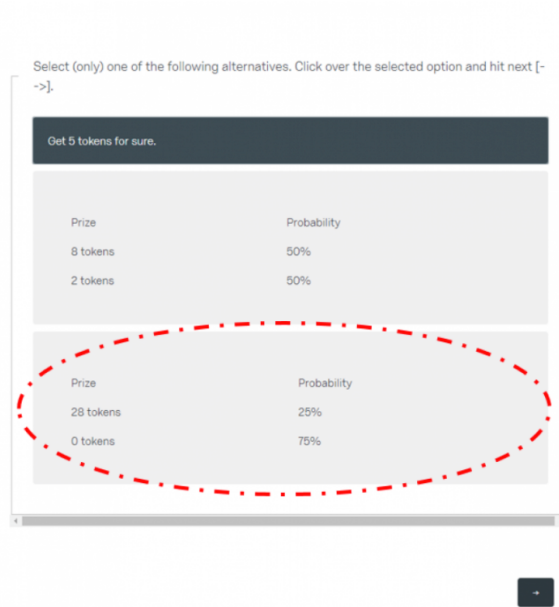 Select (only) one of the following alternatives. Click over the selected option and hit next [-
->].
Get 5 tokens for sure.
Prize Probability
8 tokens 50%
2 tokens 50%
Prize Probability
28 tokens 25%
0 tokens 75%
→